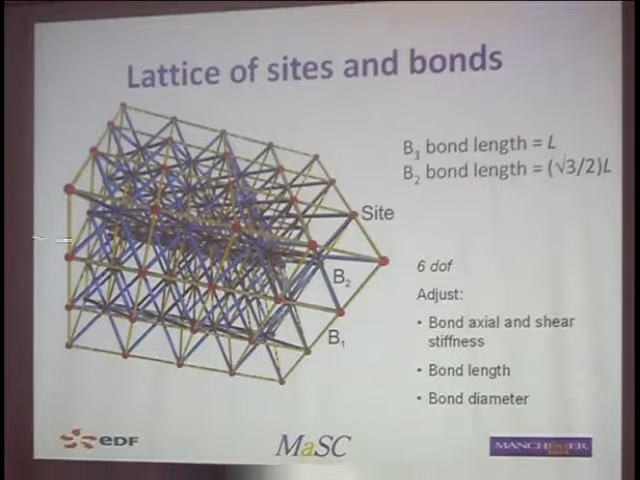 Lattice of sites and bonds
B₁ bond length = L
B₂ bond length = (√3/2)L
Site
B₂
B₁
6 dof
Adjust:
• Bond axial and shear
stiffness
• Bond length
• Bond diameter
eDF
MaSC
MANCHESTER